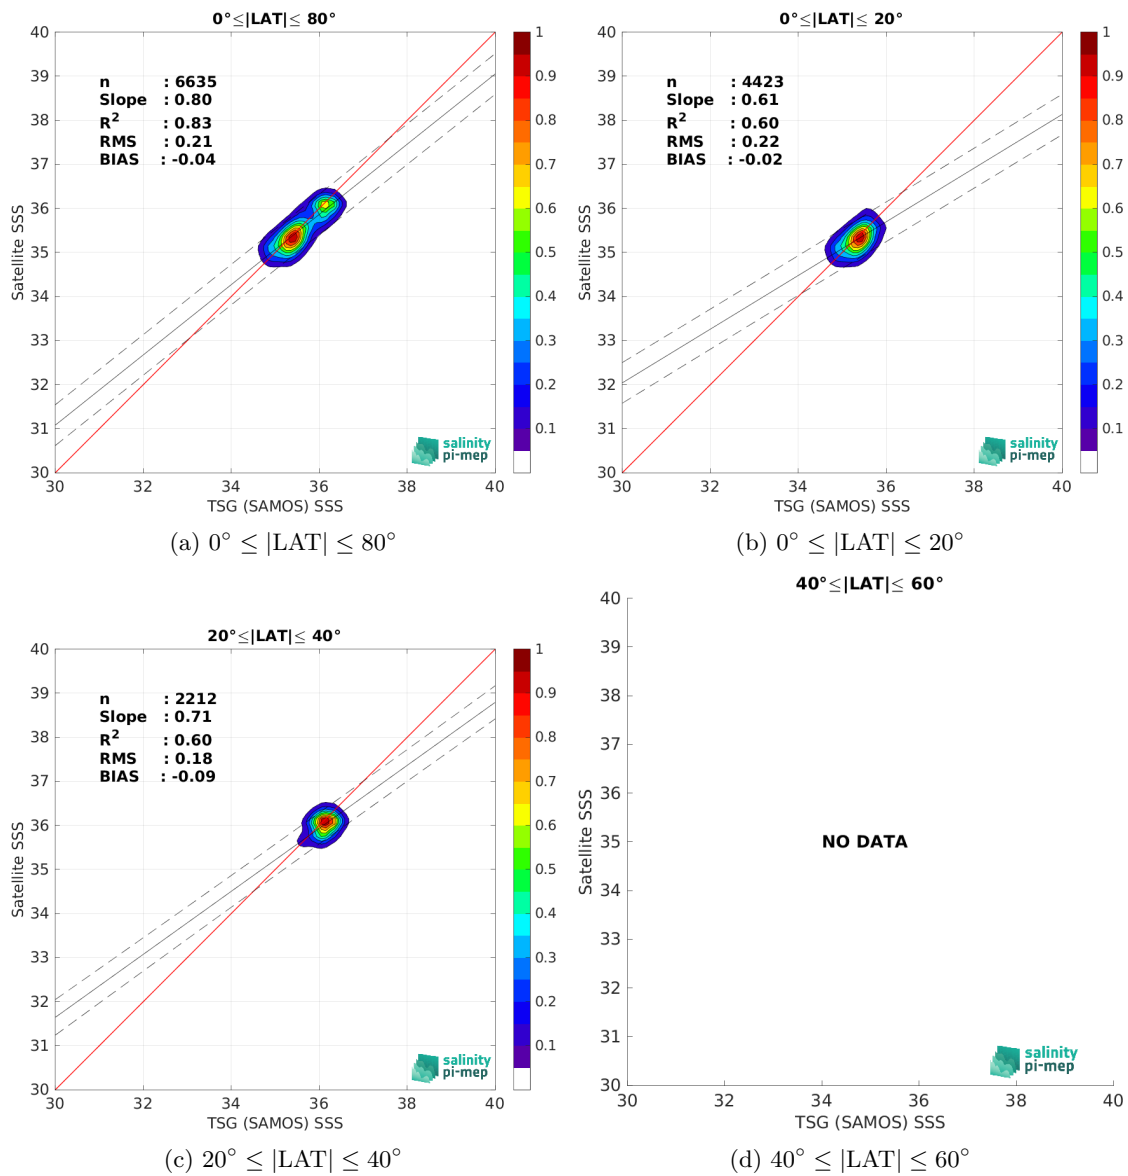 0°≤|LAT|≤ 80°
40
39
38
37
36
35
34
33
32
31
30
n : 6635
Slope : 0.80
R² : 0.83
RMS : 0.21
BIAS : -0.04
Satellite SSS
30 32 34 36 38 40
TSG (SAMOS) SSS
salinity
pi-mep
1
0.9
0.8
0.7
0.6
0.5
0.4
0.3
0.2
0.1
(a) 0° ≤ |LAT| ≤ 80°
0°≤|LAT|≤ 20°
40
39
38
37
36
35
34
33
32
31
30
n : 4423
Slope : 0.61
R² : 0.60
RMS : 0.22
BIAS : -0.02
Satellite SSS
30 32 34 36 38 40
TSG (SAMOS) SSS
salinity
pi-mep
1
0.9
0.8
0.7
0.6
0.5
0.4
0.3
0.2
0.1
(b) 0° ≤ |LAT| ≤ 20°
20°≤|LAT|≤ 40°
40
39
38
37
36
35
34
33
32
31
30
n : 2212
Slope : 0.71
R² : 0.60
RMS : 0.18
BIAS : -0.09
Satellite SSS
30 32 34 36 38 40
TSG (SAMOS) SSS
salinity
pi-mep
1
0.9
0.8
0.7
0.6
0.5
0.4
0.3
0.2
0.1
(c) 20° ≤ |LAT| ≤ 40°
40°≤|LAT|≤ 60°
40
39
38
37
36
35
34
33
32
31
30
NO DATA
Satellite SSS
30 32 34 36 38 40
TSG (SAMOS) SSS
salinity
pi-mep
(d) 40° ≤ |LAT| ≤ 60°